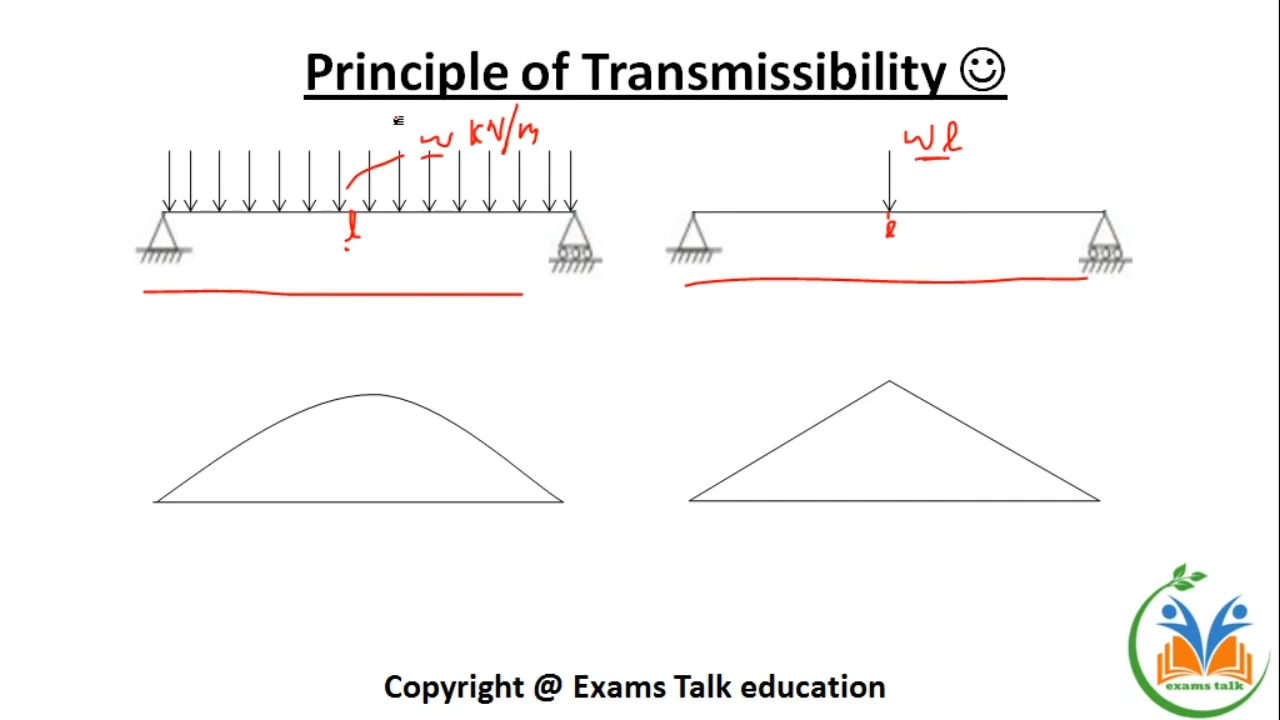 Principle of Transmissibility ☺
w kN/m
wl
l
l
Copyright @ Exams Talk education
exams talk